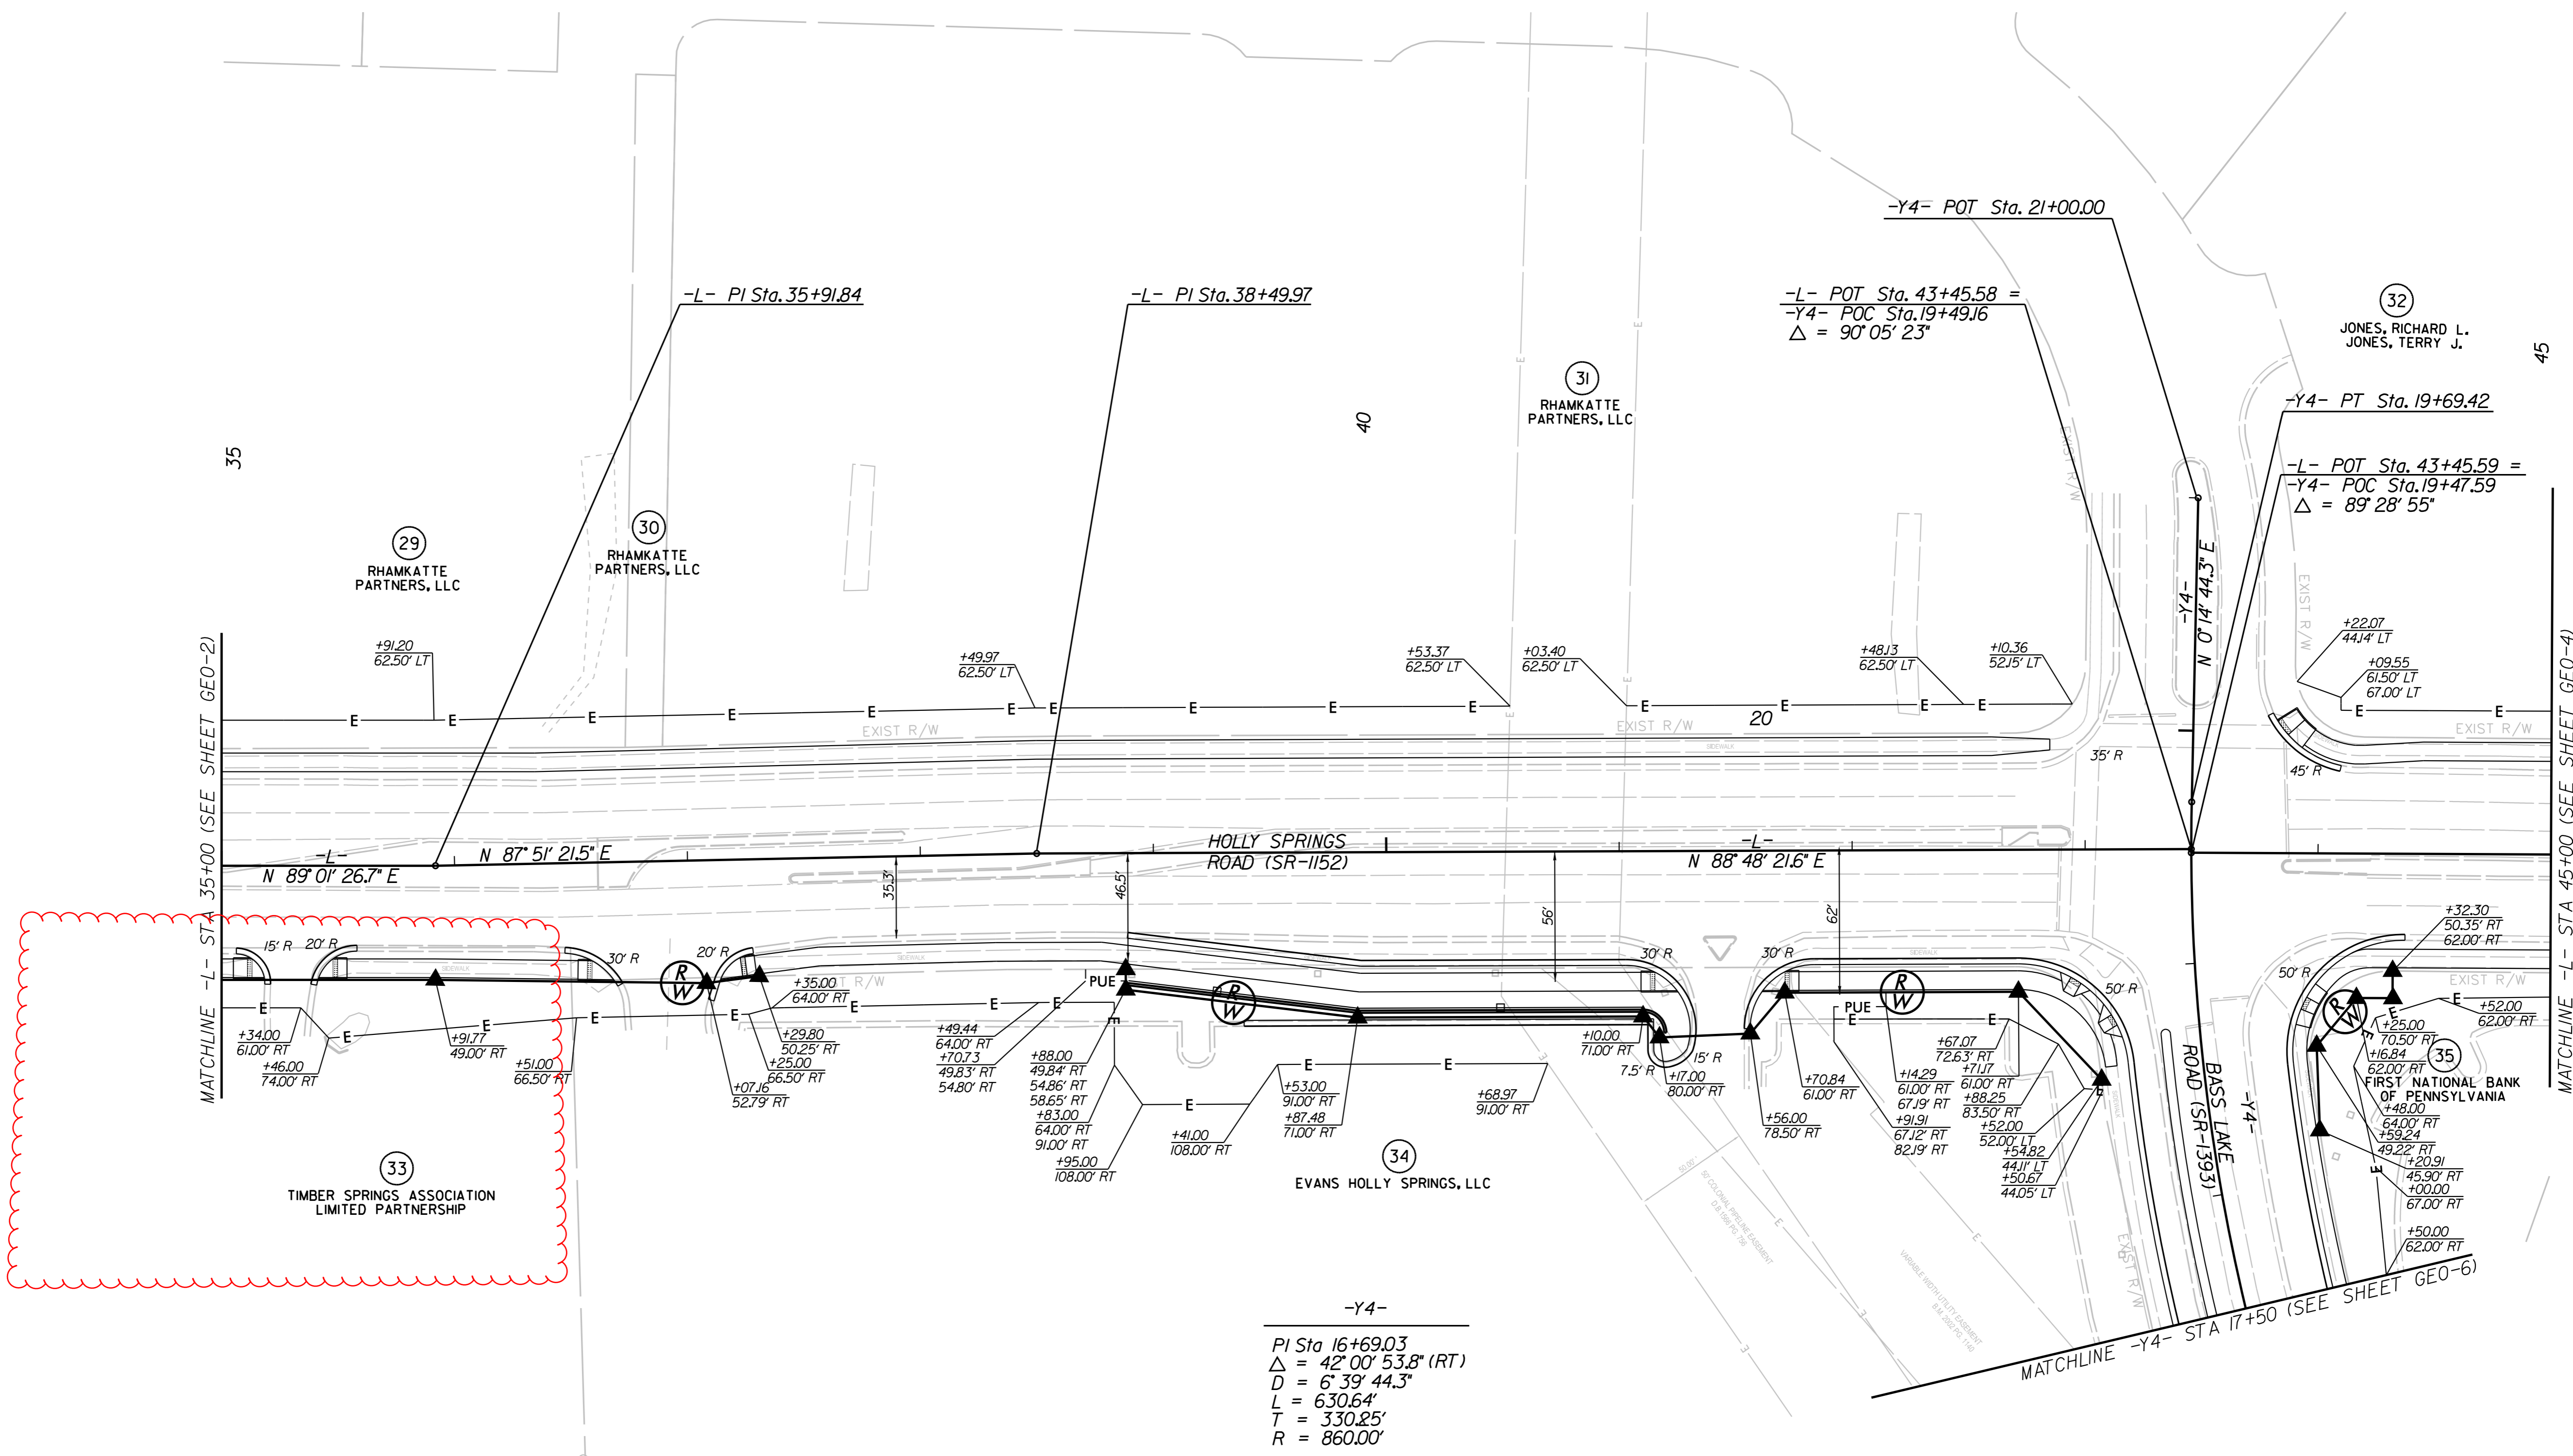 -Y4- POT Sta. 21+00.00
-L- PI Sta. 35+91.84
-L- PI Sta. 38+49.97
-L- POT Sta. 43+45.58 =
-Y4- POC Sta. 19+49.16
△ = 90° 05' 23"
32
JONES, RICHARD L.
JONES, TERRY J.
45
31
RHAMKATTE
PARTNERS, LLC
40
35
-Y4- PT Sta. 19+69.42
-L- POT Sta. 43+45.59 =
-Y4- POC Sta. 19+47.59
△ = 89° 28' 55"
29
RHAMKATTE
PARTNERS, LLC
30
RHAMKATTE
PARTNERS, LLC
EXIST R/W
EXIST R/W
-Y4-
N 0° 14' 44.3" E
+91.20
62.50' LT
+49.97
62.50' LT
+53.37
62.50' LT
+03.40
62.50' LT
+48.13
62.50' LT
+10.36
52.15' LT
+22.07
44.14' LT
+09.55
61.50' LT
67.00' LT
E E E E E E E E E E E E E E E E E
20
EXIST R/W
EXIST R/W
EXIST R/W
SIDEWALK
35' R
45' R
MATCHLINE -L- STA 35+00 (SEE SHEET GEO-2)
MATCHLINE -L- STA 45+00 (SEE SHEET GEO-4)
-L-
N 89° 01' 26.7" E
N 87° 51' 21.5" E
HOLLY SPRINGS
ROAD (SR-1152)
-L-
N 88° 48' 21.6" E
35.3'
46.5'
56'
62'
15' R
20' R
30' R
20' R
30' R
30' R
50' R
50' R
SIDEWALK
SIDEWALK
SIDEWALK
R/W
R/W
R/W
R/W
PUE
PUE
EXIST R/W
+34.00
61.00' RT
+46.00
74.00' RT
+91.77
49.00' RT
+51.00
66.50' RT
+07.16
52.79' RT
+35.00
64.00' RT
+29.80
50.25' RT
+25.00
66.50' RT
+49.44
64.00' RT
+70.73
49.83' RT
54.80' RT
+88.00
49.84' RT
54.86' RT
58.65' RT
+83.00
64.00' RT
91.00' RT
+95.00
108.00' RT
+41.00
108.00' RT
+53.00
91.00' RT
+87.48
71.00' RT
+68.97
91.00' RT
+10.00
71.00' RT
7.5' R
15' R
+17.00
80.00' RT
+56.00
78.50' RT
+70.84
61.00' RT
+14.29
61.00' RT
67.19' RT
+91.91
67.12' RT
82.19' RT
+67.07
72.63' RT
+71.17
61.00' RT
+88.25
83.50' RT
+52.00
52.00' LT
+54.82
44.11' LT
+50.67
44.05' LT
+32.30
50.35' RT
62.00' RT
EXIST R/W
+52.00
62.00' RT
+25.00
70.50' RT
+16.84
62.00' RT
35
FIRST NATIONAL BANK
OF PENNSYLVANIA
+48.00
64.00' RT
+59.24
49.22' RT
+20.91
45.90' RT
+00.00
67.00' RT
+50.00
62.00' RT
BASS LAKE
ROAD (SR-1393)
-Y4-
EXIST R/W
33
TIMBER SPRINGS ASSOCIATION
LIMITED PARTNERSHIP
34
EVANS HOLLY SPRINGS, LLC
50.00'
50' COLONIAL PIPELINE EASEMENT
VARIABLE WIDTH UTILITY EASEMENT
MATCHLINE -Y4- STA 17+50 (SEE SHEET GEO-6)
-Y4-
PI Sta 16+69.03
△ = 42° 00' 53.8" (RT)
D = 6° 39' 44.3"
L = 630.64'
T = 330.25'
R = 860.00'